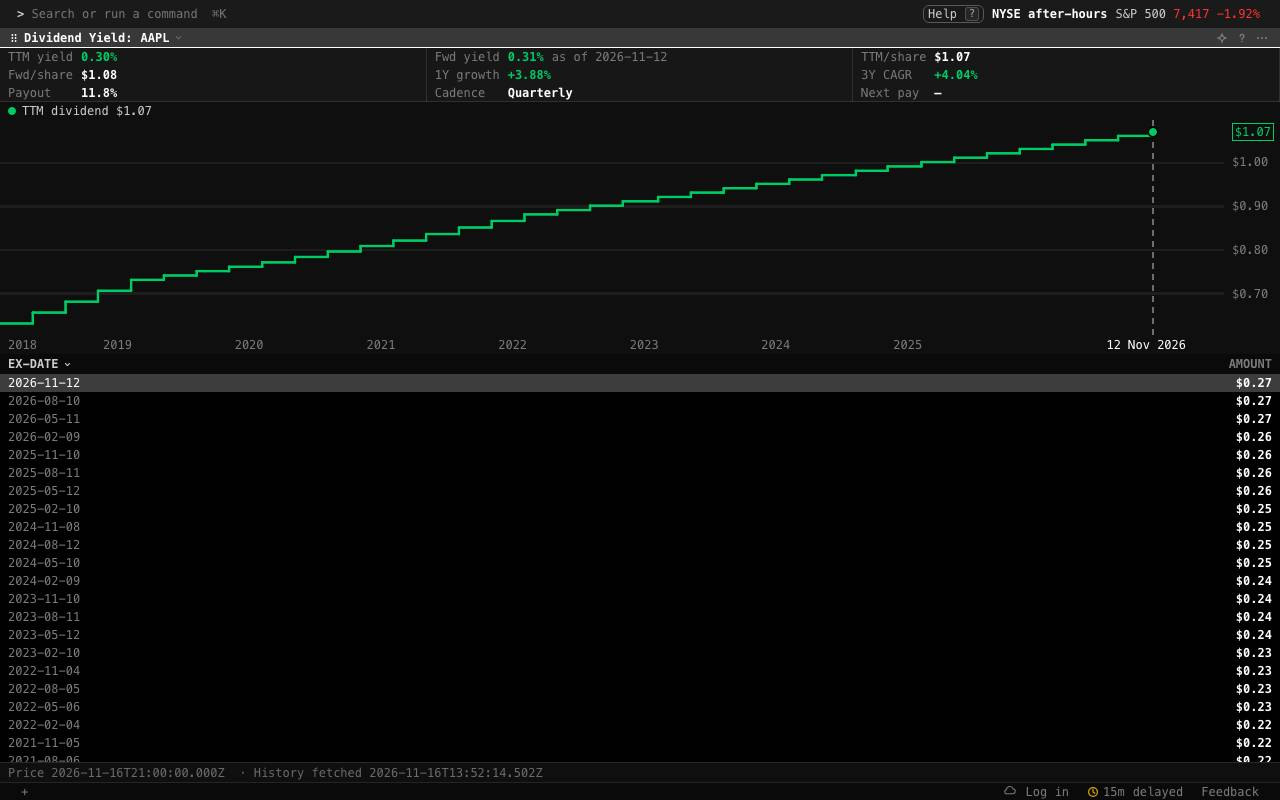 > Search or run a command ⌘K Help ? NYSE after-hours S&P 500 7,417 −1.92%
Dividend Yield: AAPL ?
TTM yield 0.30% Fwd yield 0.31% as of 2026-11-12 TTM/share $1.07
Fwd/share $1.08 1Y growth +3.88% 3Y CAGR +4.04%
Payout 11.8% Cadence Quarterly Next pay —
TTM dividend $1.07
$1.07
$1.00
$0.90
$0.80
$0.70
2018 2019 2020 2021 2022 2023 2024 2025 12 Nov 2026
EX-DATE AMOUNT
2026-11-12 $0.27
2026-08-10 $0.27
2026-05-11 $0.27
2026-02-09 $0.26
2025-11-10 $0.26
2025-08-11 $0.26
2025-05-12 $0.26
2025-02-10 $0.25
2024-11-08 $0.25
2024-08-12 $0.25
2024-05-10 $0.25
2024-02-09 $0.24
2023-11-10 $0.24
2023-08-11 $0.24
2023-05-12 $0.24
2023-02-10 $0.23
2022-11-04 $0.23
2022-08-05 $0.23
2022-05-06 $0.23
2022-02-04 $0.22
2021-11-05 $0.22
2021-08-06 $0.22
Price 2026-11-16T21:00:00.000Z · History fetched 2026-11-16T13:52:14.502Z
+ Log in 15m delayed Feedback